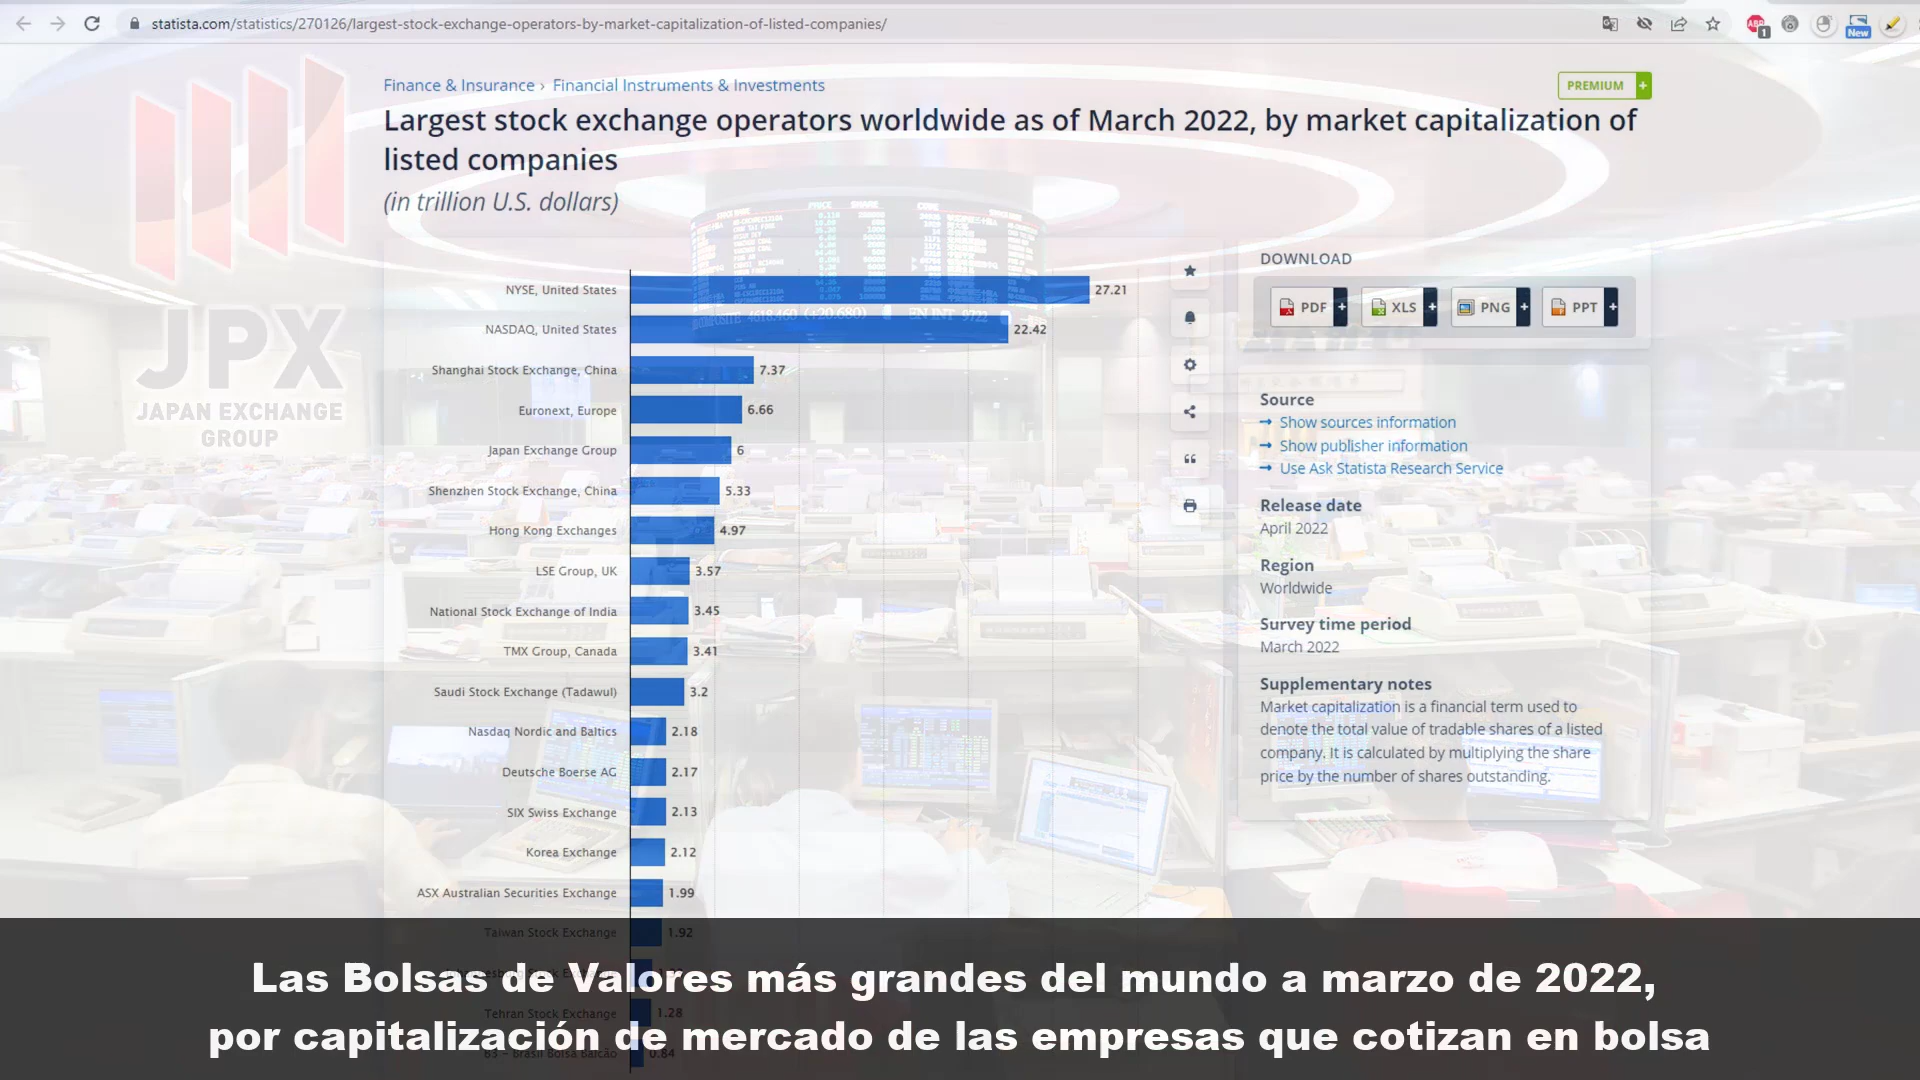 statista.com/statistics/270126/largest-stock-exchange-operators-by-market-capitalization-of-listed-companies/
ABP
1
New
Finance & Insurance › Financial Instruments & Investments
PREMIUM +
Largest stock exchange operators worldwide as of March 2022, by market capitalization of
listed companies
(in trillion U.S. dollars)
JPX
JAPAN EXCHANGE
GROUP
NYSE, United States 27.21
NASDAQ, United States 22.42
Shanghai Stock Exchange, China 7.37
Euronext, Europe 6.66
Japan Exchange Group 6
Shenzhen Stock Exchange, China 5.33
Hong Kong Exchanges 4.97
LSE Group, UK 3.57
National Stock Exchange of India 3.45
TMX Group, Canada 3.41
Saudi Stock Exchange (Tadawul) 3.2
Nasdaq Nordic and Baltics 2.18
Deutsche Boerse AG 2.17
SIX Swiss Exchange 2.13
Korea Exchange 2.12
ASX Australian Securities Exchange 1.99
Taiwan Stock Exchange 1.92
Tehran Stock Exchange 1.28
B3 - Brasil Bolsa Balcão 0.84
DOWNLOAD
PDF + XLS + PNG + PPT +
Source
Show sources information
Show publisher information
Use Ask Statista Research Service
Release date
April 2022
Region
Worldwide
Survey time period
March 2022
Supplementary notes
Market capitalization is a financial term used to
denote the total value of tradable shares of a listed
company. It is calculated by multiplying the share
price by the number of shares outstanding.
Las Bolsas de Valores más grandes del mundo a marzo de 2022,
por capitalización de mercado de las empresas que cotizan en bolsa